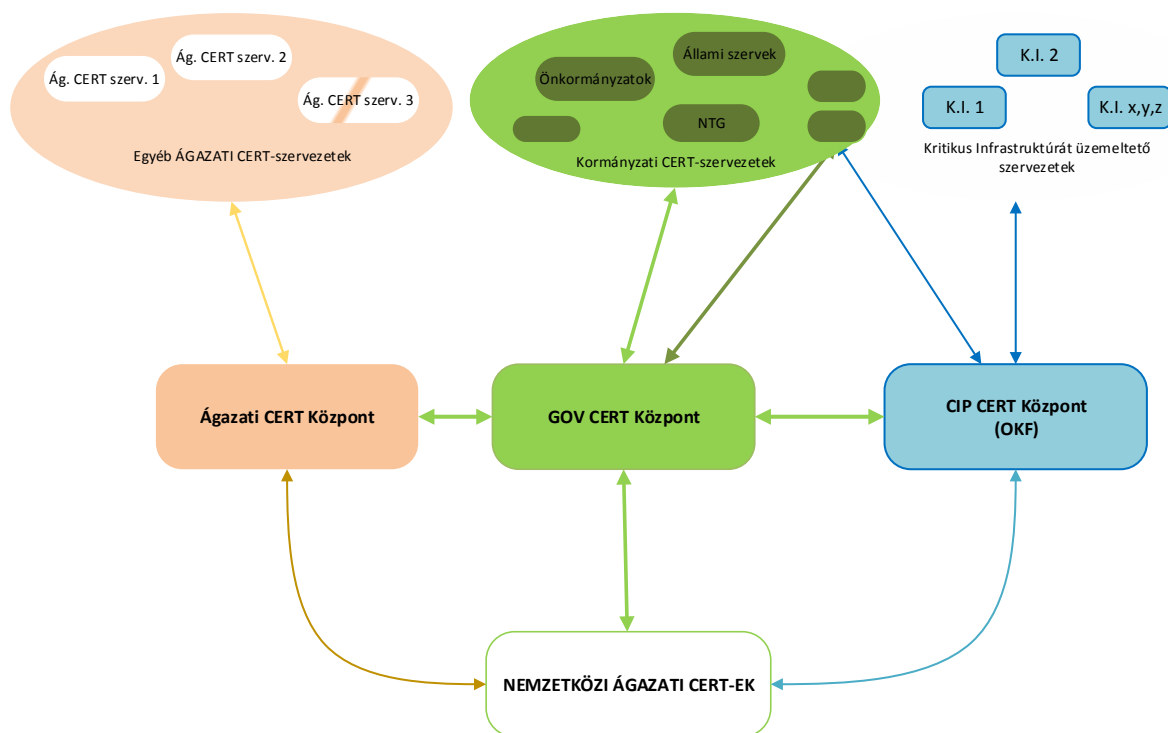 Ág. CERT szerv. 1
Ág. CERT szerv. 2
Ág. CERT szerv. 3
Egyéb ÁGAZATI CERT-szervezetek
Állami szervek
Önkormányzatok
NTG
Kormányzati CERT-szervezetek
K.I. 2
K.I. 1
K.I. x,y,z
Kritikus Infrastruktúrát üzemeltető
szervezetek
Ágazati CERT Központ
GOV CERT Központ
CIP CERT Központ
(OKF)
NEMZETKÖZI ÁGAZATI CERT-EK